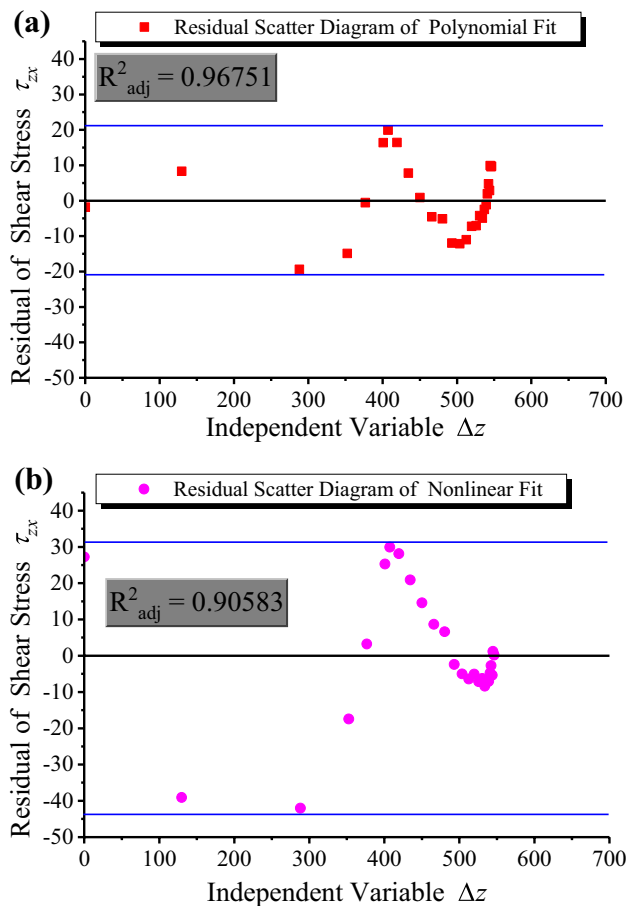 (a)
Residual Scatter Diagram of Polynomial Fit
R²adj = 0.96751
Residual of Shear Stress τzx
40
30
20
10
0
-10
-20
-30
-40
-50
0 100 200 300 400 500 600 700
Independent Variable Δz
(b)
Residual Scatter Diagram of Nonlinear Fit
R²adj = 0.90583
Residual of Shear Stress τzx
40
30
20
10
0
-10
-20
-30
-40
-50
0 100 200 300 400 500 600 700
Independent Variable Δz